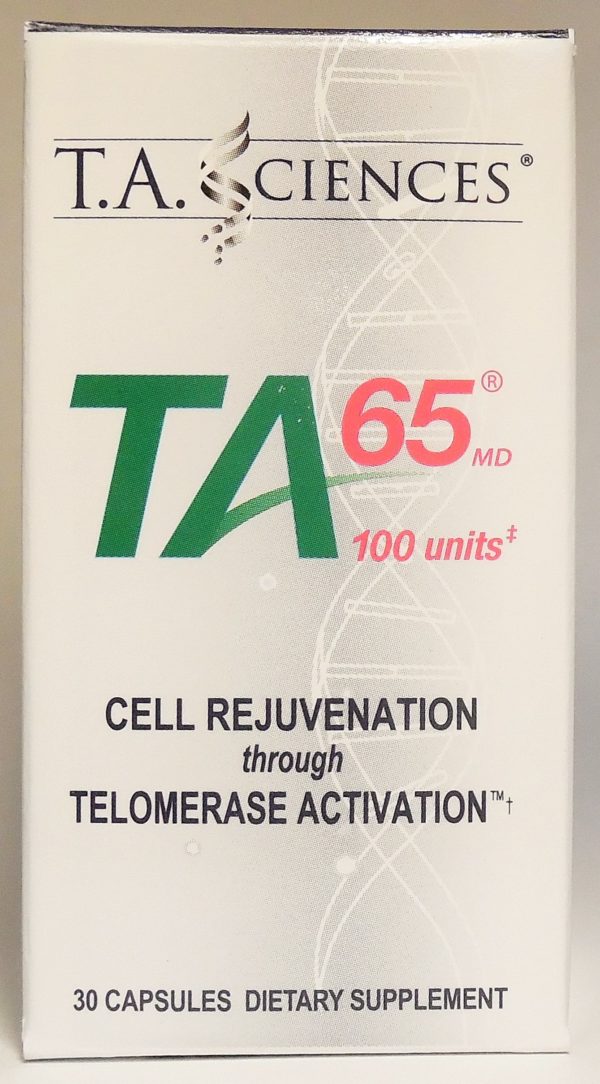 T.A. SCIENCES®
TA 65® MD
100 units‡
CELL REJUVENATION
through
TELOMERASE ACTIVATION™†
30 CAPSULES DIETARY SUPPLEMENT